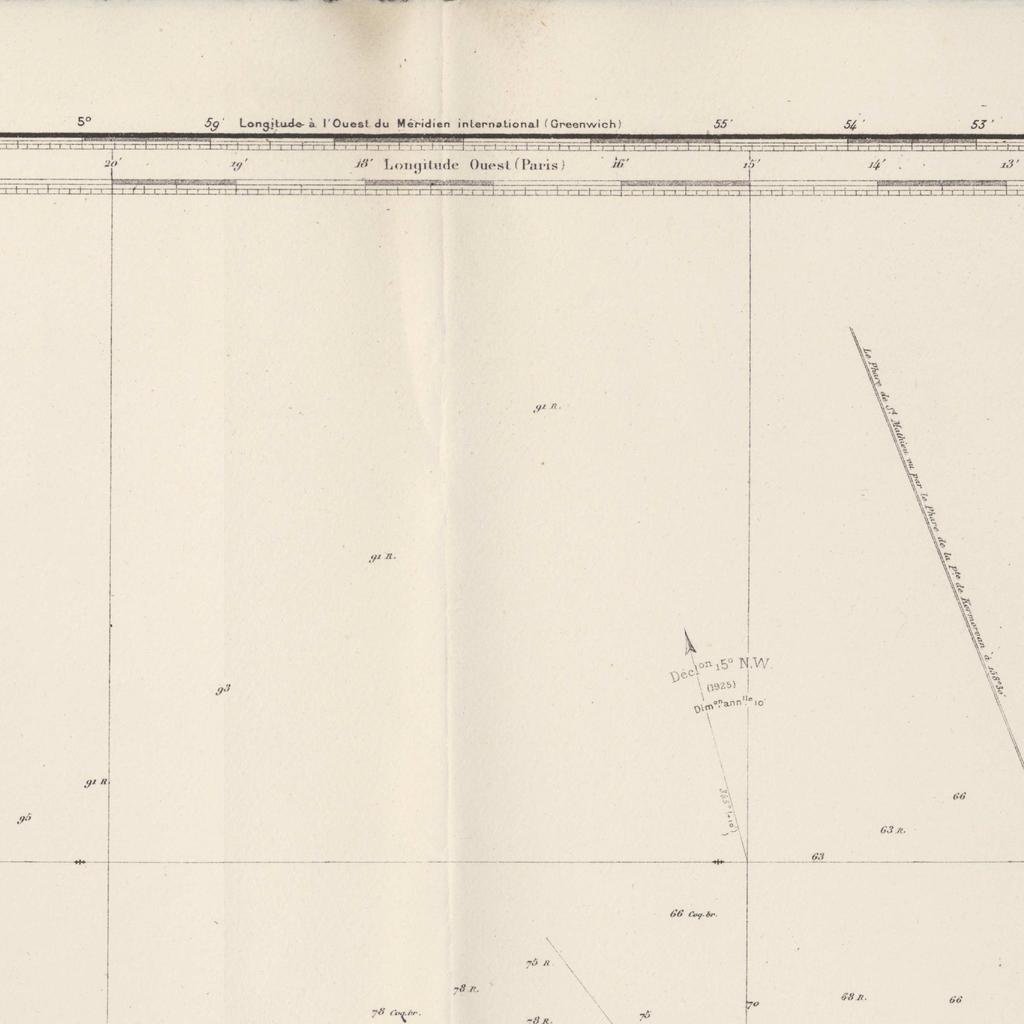 5° 59' Longitude à l'Ouest du Méridien international (Greenwich) 55' 54' 53'
20' 19' 18' Longitude Ouest (Paris) 16' 15' 14' 13'
Le Phare de St Mathieu vu par le Phare de la pte de Kermorvan à 158°30'
91 R.
91 R.
Déclon 15° N.W.
(1925)
Dimon annlle 10'
93
91 R.
95
66
63 R.
63
66 Coq.br.
75 R.
78 R.
68 R.
66
70
78 Coq.br.
75
78 R.